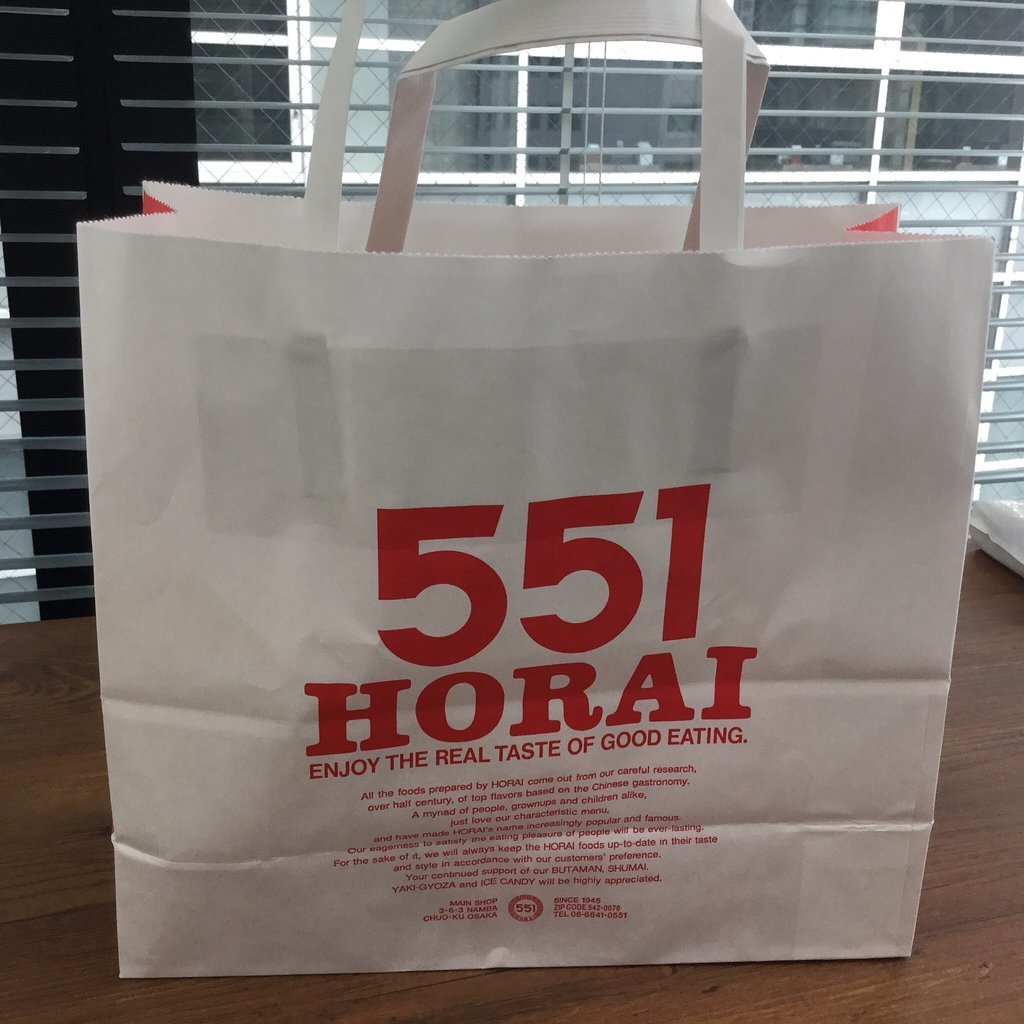 551
HORAI
ENJOY THE REAL TASTE OF GOOD EATING.
All the foods prepared by HORAI come out from our careful research,
over half century, of top flavors based on the Chinese gastronomy.
A myriad of people, grownups and children alike,
just love our characteristic menu,
and have made HORAI's name increasingly popular and famous.
Our eagerness to satisfy the eating pleasure of people will be ever-lasting.
For the sake of it, we will always keep the HORAI foods up-to-date in their taste
and style in accordance with our customers' preference.
Your continued support of our BUTAMAN, SHUMAI.
YAKI-GYOZA and ICE CANDY will be highly appreciated.
MAIN SHOP
3-6-3 NAMBA
CHUO-KU OSAKA
551
SINCE 1945
ZIP CODE 542-0076
TEL 06-6641-0551